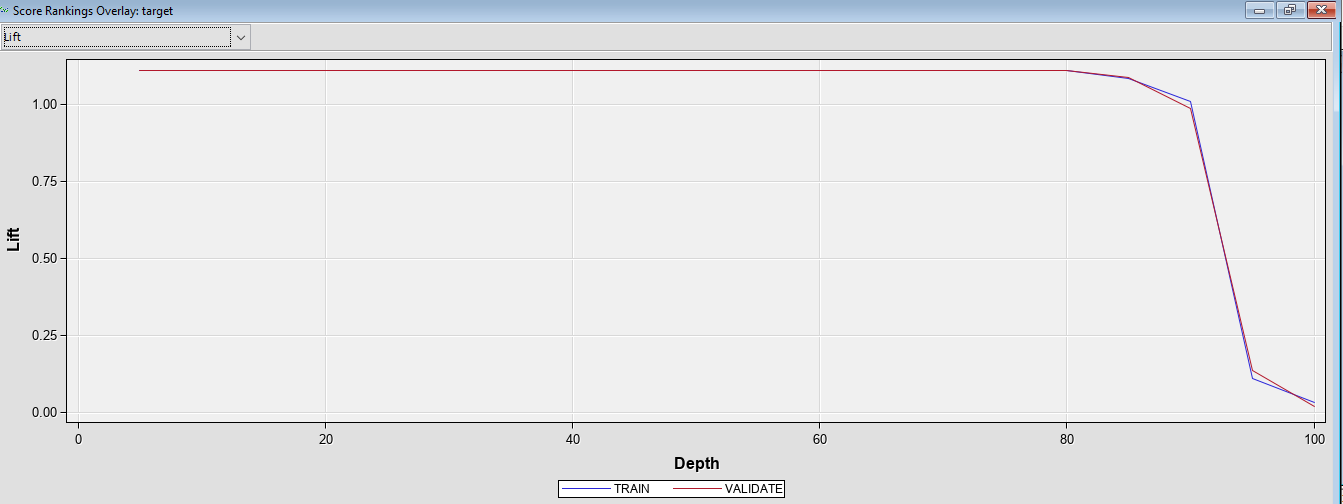 Score Rankings Overlay: target
Lift
1.00
0.75
0.50
0.25
0.00
Lift
0 20 40 60 80 100
Depth
TRAIN VALIDATE